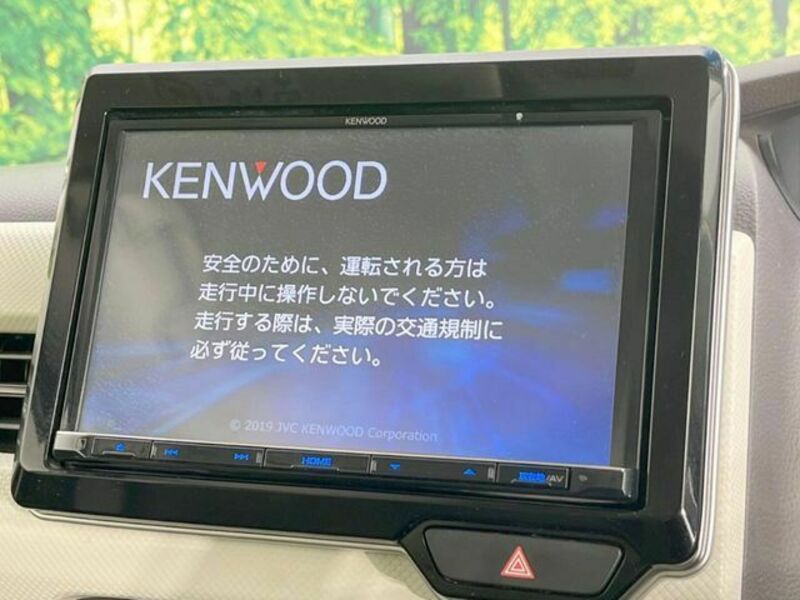 KENWOOD
KENWOOD
安全のために、運転される方は
走行中に操作しないでください。
走行する際は、実際の交通規制に
必ず従ってください。
© 2019 JVC KENWOOD Corporation
HOME
現在地/AV